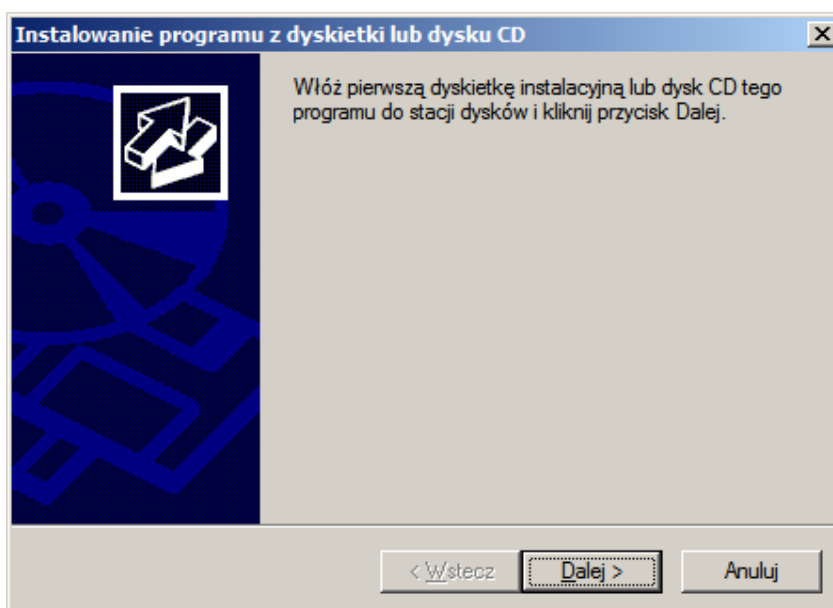 Instalowanie programu z dyskietki lub dysku CD
Włóż pierwszą dyskietkę instalacyjną lub dysk CD tego
programu do stacji dysków i kliknij przycisk Dalej.
< Wstecz Dalej > Anuluj